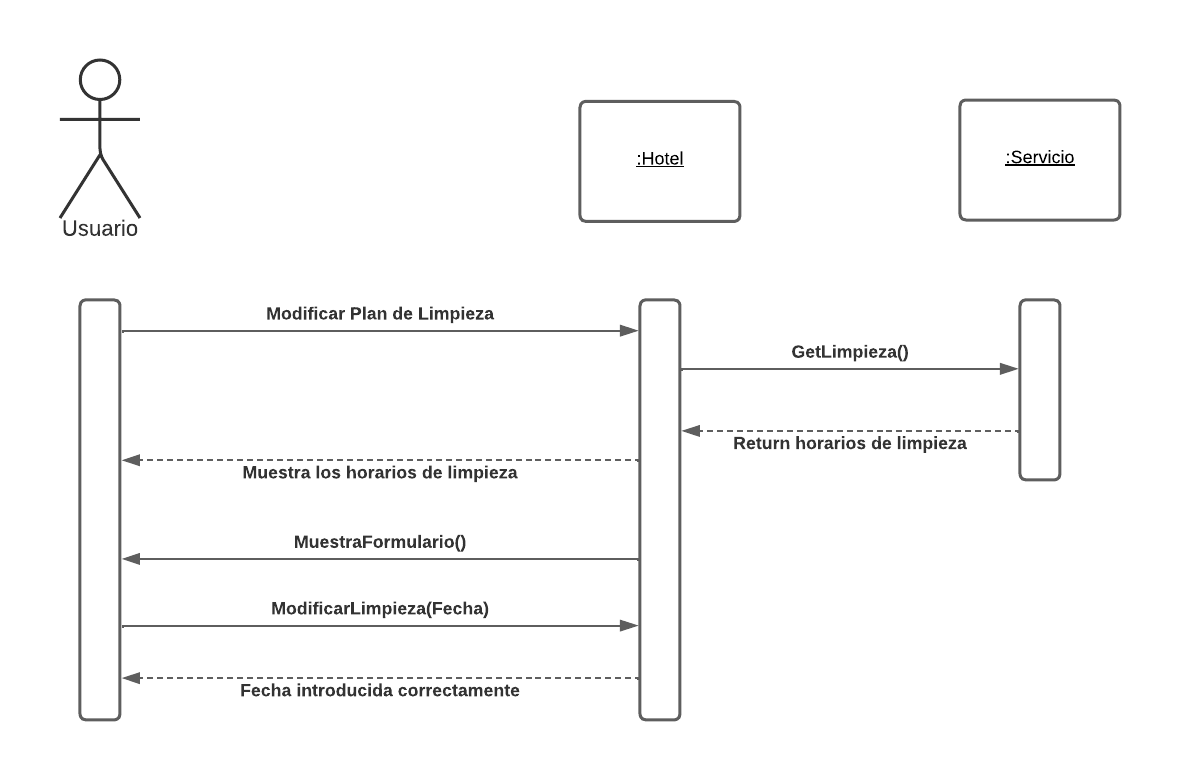 Usuario
:Hotel
:Servicio
Modificar Plan de Limpieza
GetLimpieza()
Return horarios de limpieza
Muestra los horarios de limpieza
MuestraFormulario()
ModificarLimpieza(Fecha)
Fecha introducida correctamente